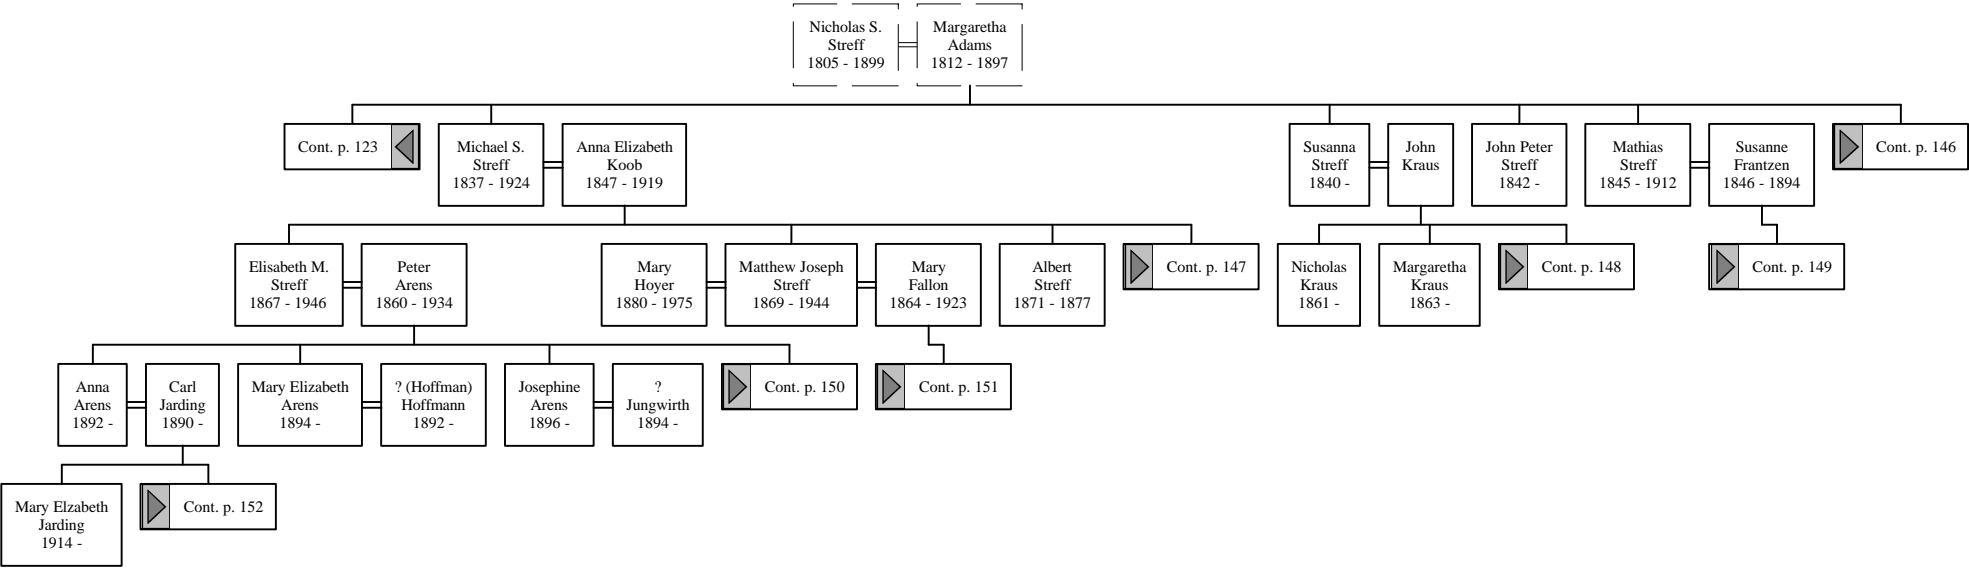 Nicholas S.
Streff
1805 - 1899
Margaretha
Adams
1812 - 1897
Cont. p. 123
Michael S.
Streff
1837 - 1924
Anna Elizabeth
Koob
1847 - 1919
Susanna
Streff
1840 -
John
Kraus
John Peter
Streff
1842 -
Mathias
Streff
1845 - 1912
Susanne
Frantzen
1846 - 1894
Cont. p. 146
Elisabeth M.
Streff
1867 - 1946
Peter
Arens
1860 - 1934
Mary
Hoyer
1880 - 1975
Matthew Joseph
Streff
1869 - 1944
Mary
Fallon
1864 - 1923
Albert
Streff
1871 - 1877
Cont. p. 147
Nicholas
Kraus
1861 -
Margaretha
Kraus
1863 -
Cont. p. 148
Cont. p. 149
Anna
Arens
1892 -
Carl
Jarding
1890 -
Mary Elizabeth
Arens
1894 -
? (Hoffman)
Hoffmann
1892 -
Josephine
Arens
1896 -
?
Jungwirth
1894 -
Cont. p. 150
Cont. p. 151
Mary Elzabeth
Jarding
1914 -
Cont. p. 152